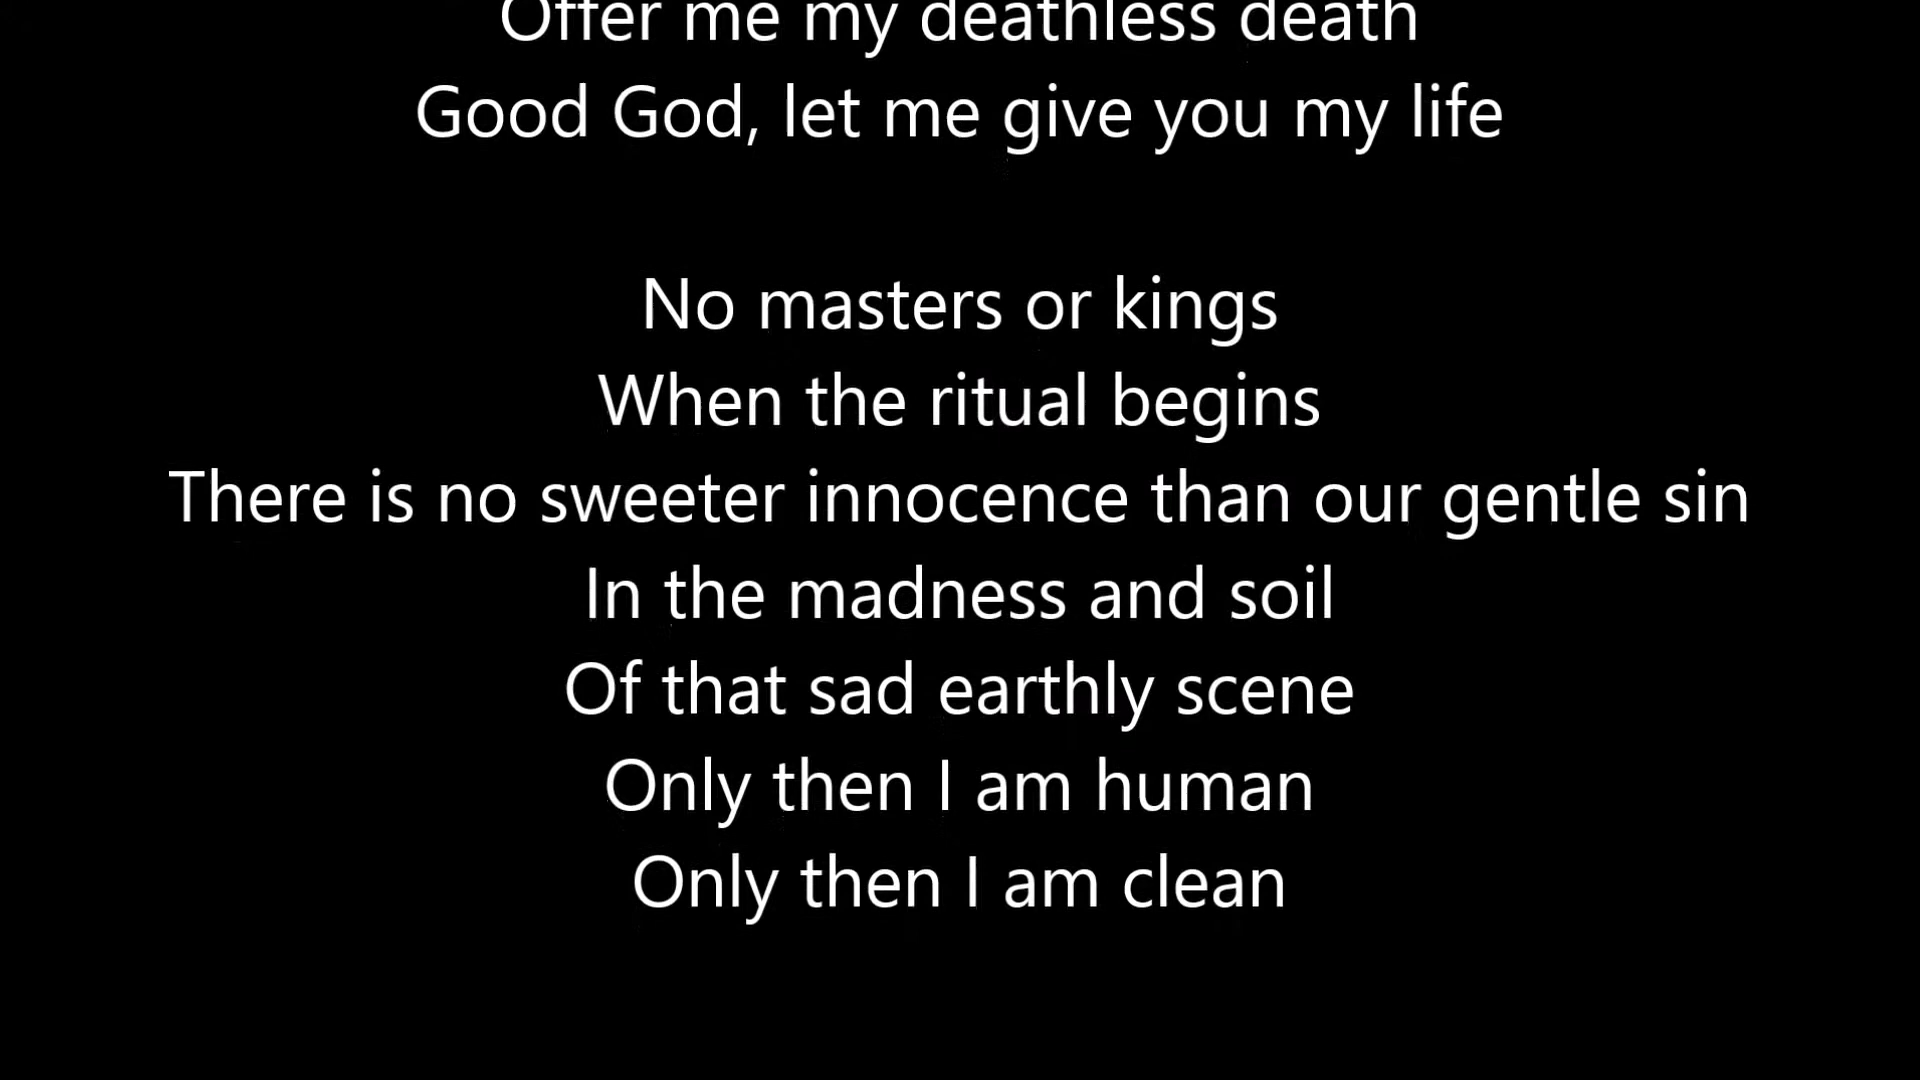 Offer me my deathless death
Good God, let me give you my life
No masters or kings
When the ritual begins
There is no sweeter innocence than our gentle sin
In the madness and soil
Of that sad earthly scene
Only then I am human
Only then I am clean